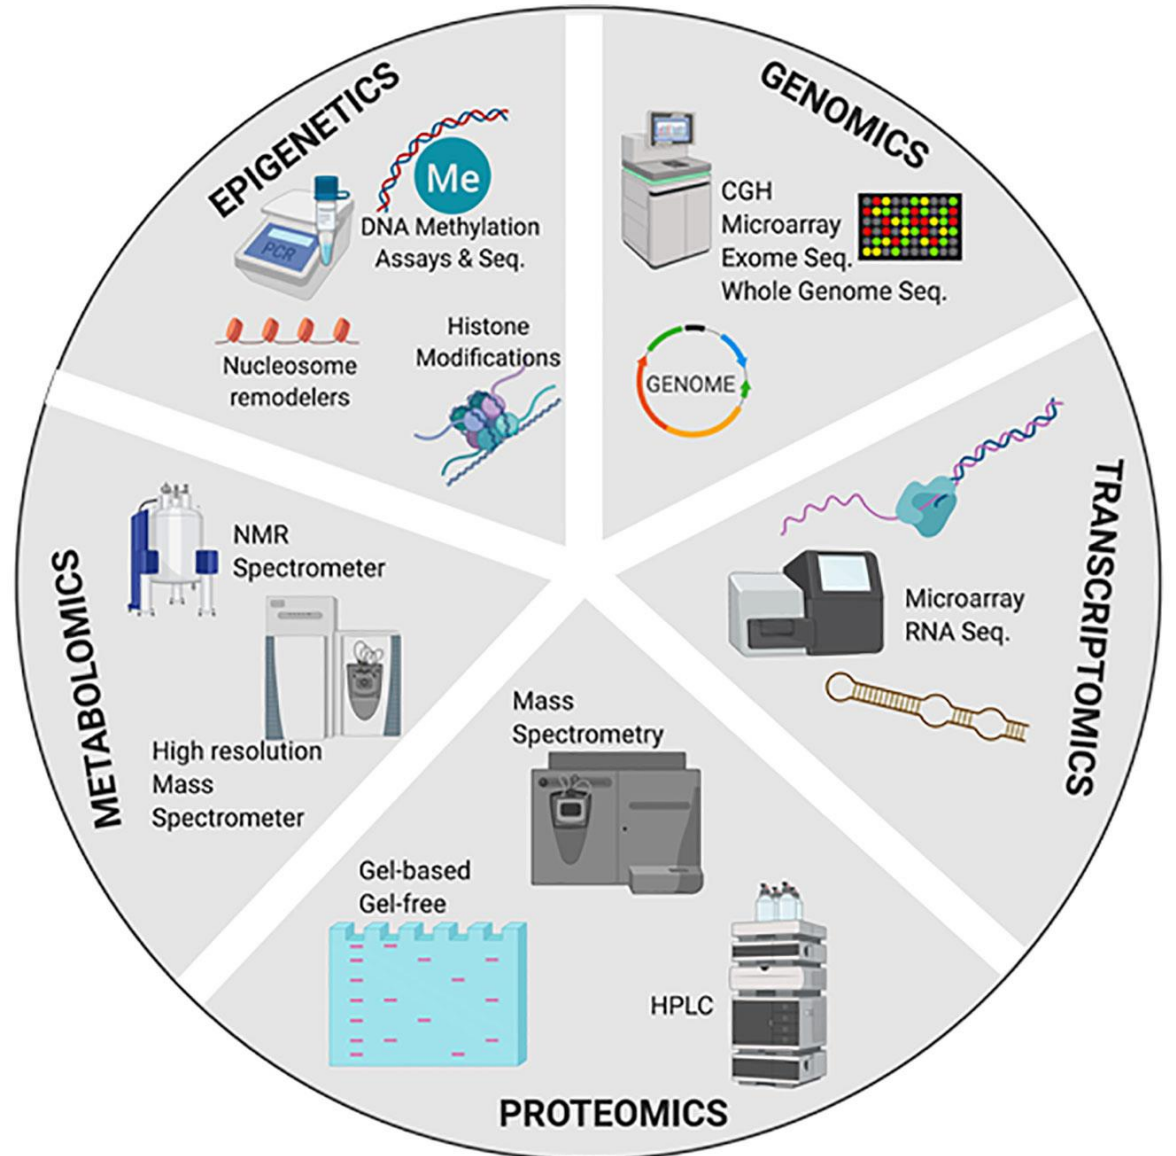 EPIGENETICS
Me
PCR
DNA Methylation
Assays & Seq.
Nucleosome
remodelers
Histone
Modifications
GENOMICS
CGH
Microarray
Exome Seq.
Whole Genome Seq.
GENOME
TRANSCRIPTOMICS
Microarray
RNA Seq.
PROTEOMICS
Mass
Spectrometry
Gel-based
Gel-free
HPLC
METABOLOMICS
NMR
Spectrometer
High resolution
Mass
Spectrometer